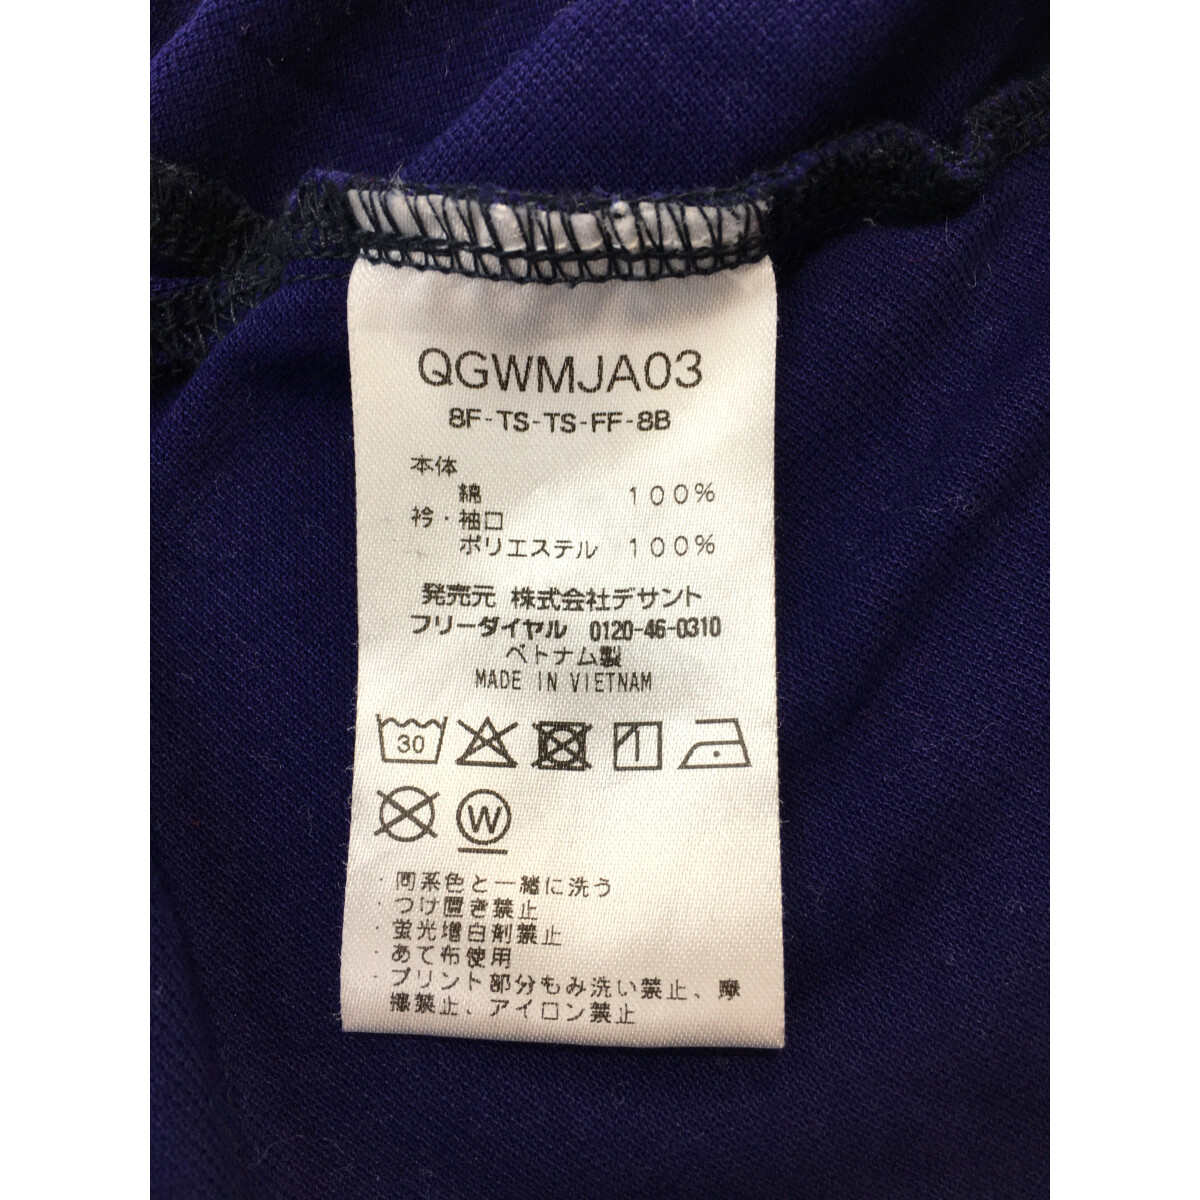 QGWMJA03
8F-TS-TS-FF-8B
本体
綿 100%
衿・袖口
ポリエステル 100%
発売元 株式会社デサント
フリーダイヤル 0120-46-0310
ベトナム製
MADE IN VIETNAM
30
W
・同系色と一緒に洗う
・つけ置き禁止
・蛍光増白剤禁止
・あて布使用
・プリント部分もみ洗い禁止、摩
擦禁止、アイロン禁止